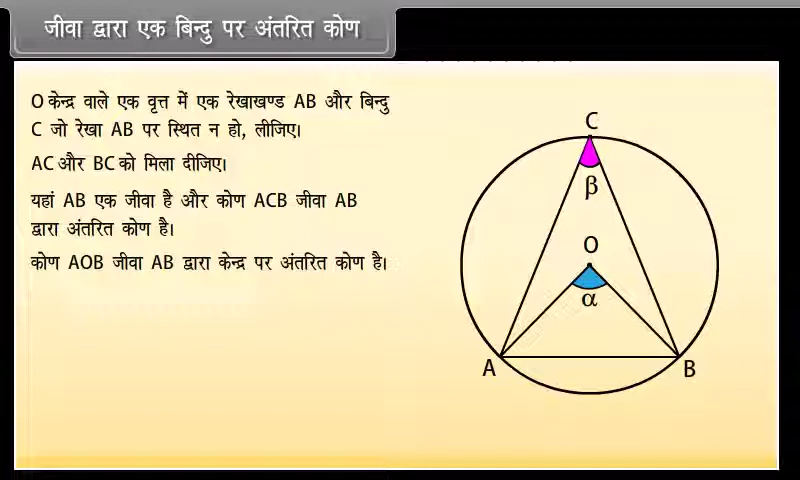 जीवा द्वारा एक बिन्दु पर अंतरित कोण
O केन्द्र वाले एक वृत्त में एक रेखाखण्ड AB और बिन्दु
C जो रेखा AB पर स्थित न हो, लीजिए।
AC और BC को मिला दीजिए।
यहां AB एक जीवा है और कोण ACB जीवा AB
द्वारा अंतरित कोण है।
कोण AOB जीवा AB द्वारा केन्द्र पर अंतरित कोण है।
C
β
O
α
A
B